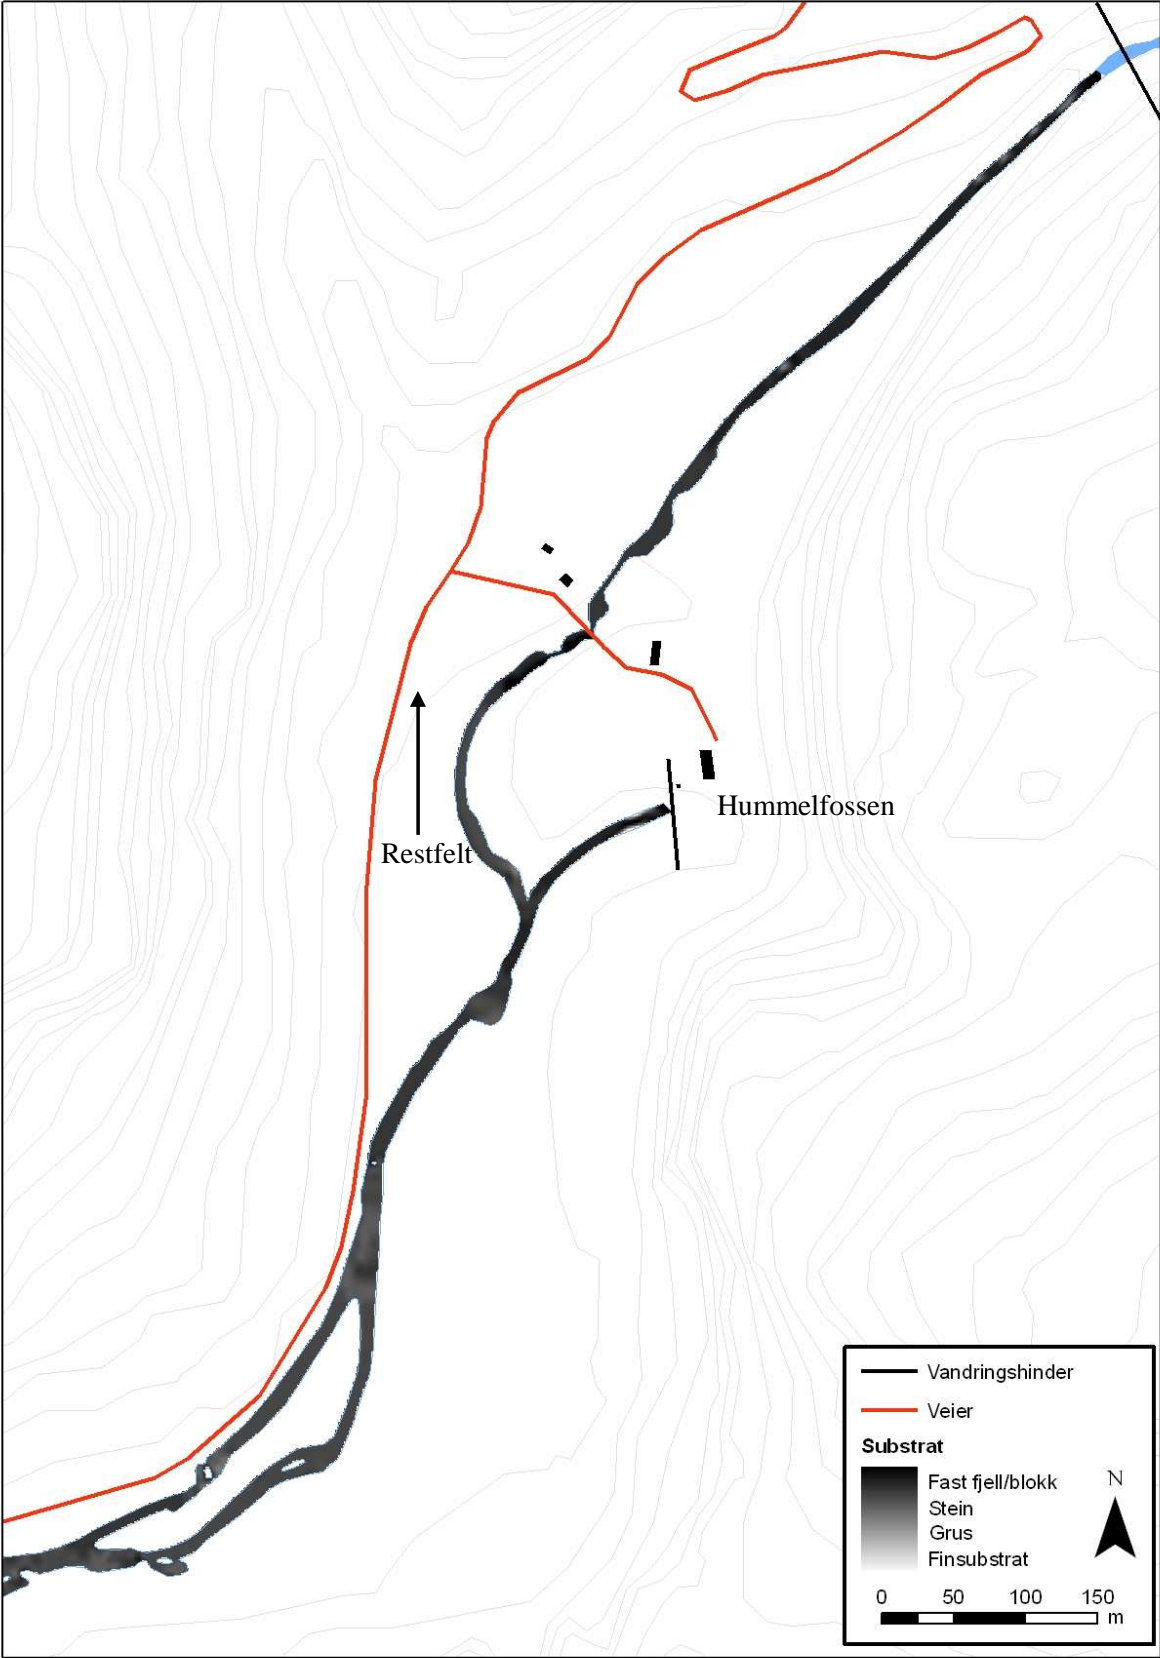 Hummelfossen
Restfelt
Vandringshinder
Veier
Substrat
Fast fjell/blokk
Stein
Grus
Finsubstrat
N
0 50 100 150
m